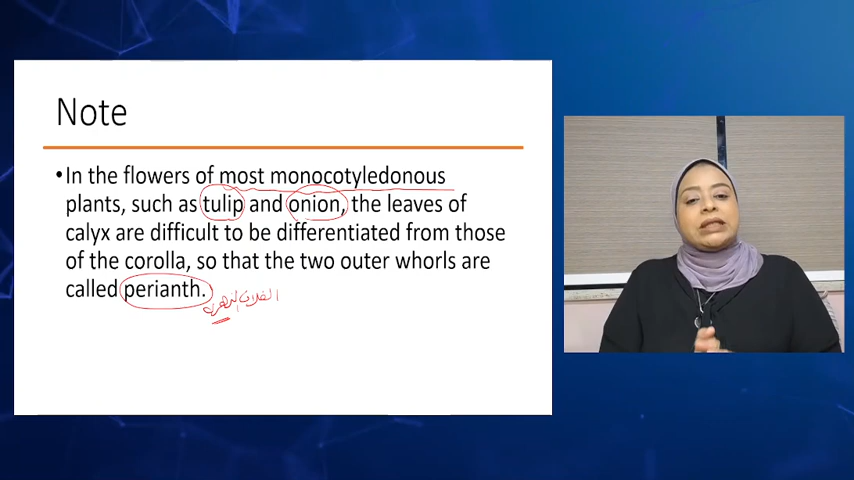 Note
•In the flowers of most monocotyledonous
plants, such as tulip and onion, the leaves of
calyx are difficult to be differentiated from those
of the corolla, so that the two outer whorls are
called perianth.
الغلاف الزهرى